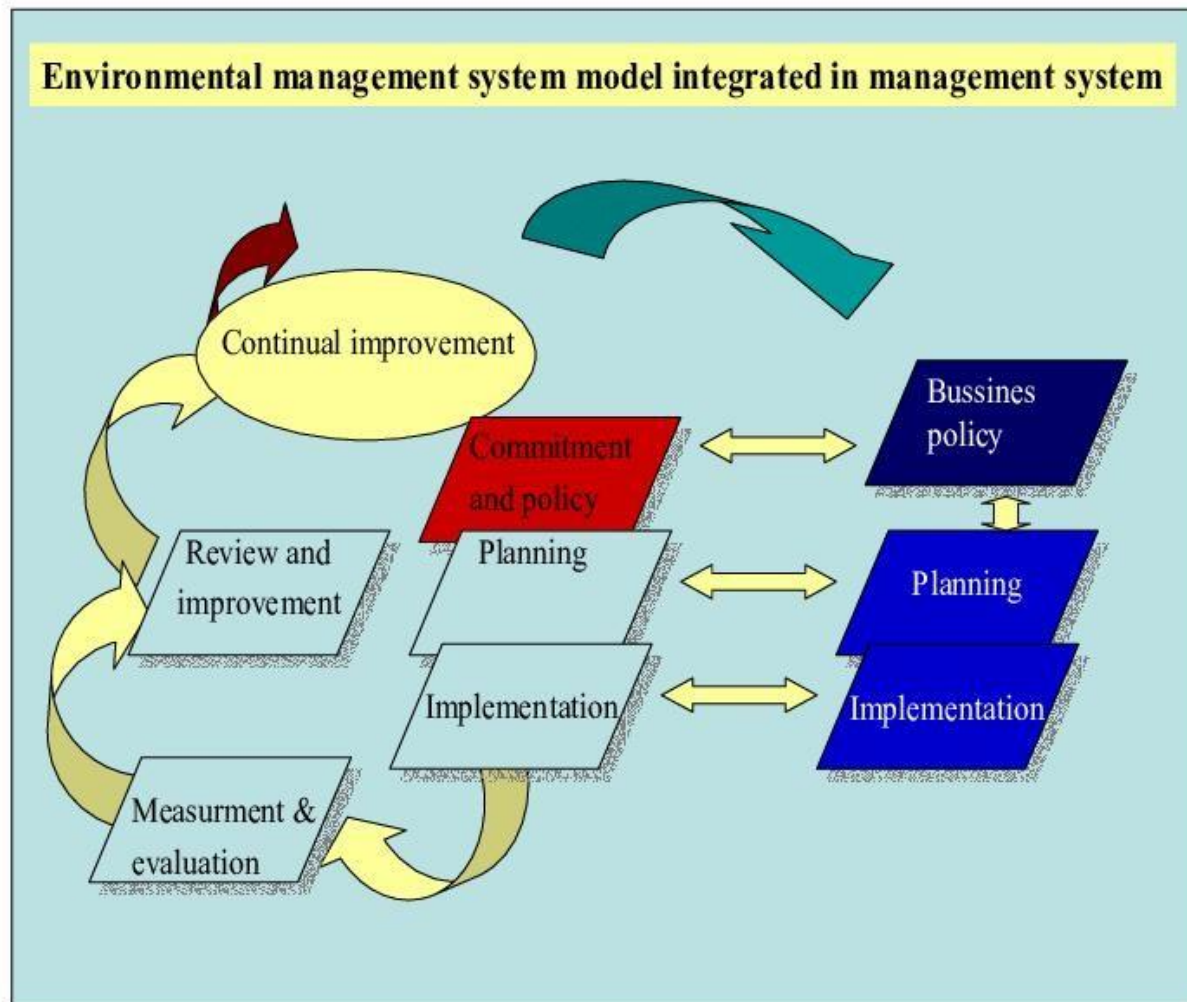 Environmental management system model integrated in management system
Continual improvement
Commitment
and policy
Bussines
policy
Review and
improvement
Planning
Planning
Implementation
Implementation
Measurment &
evaluation